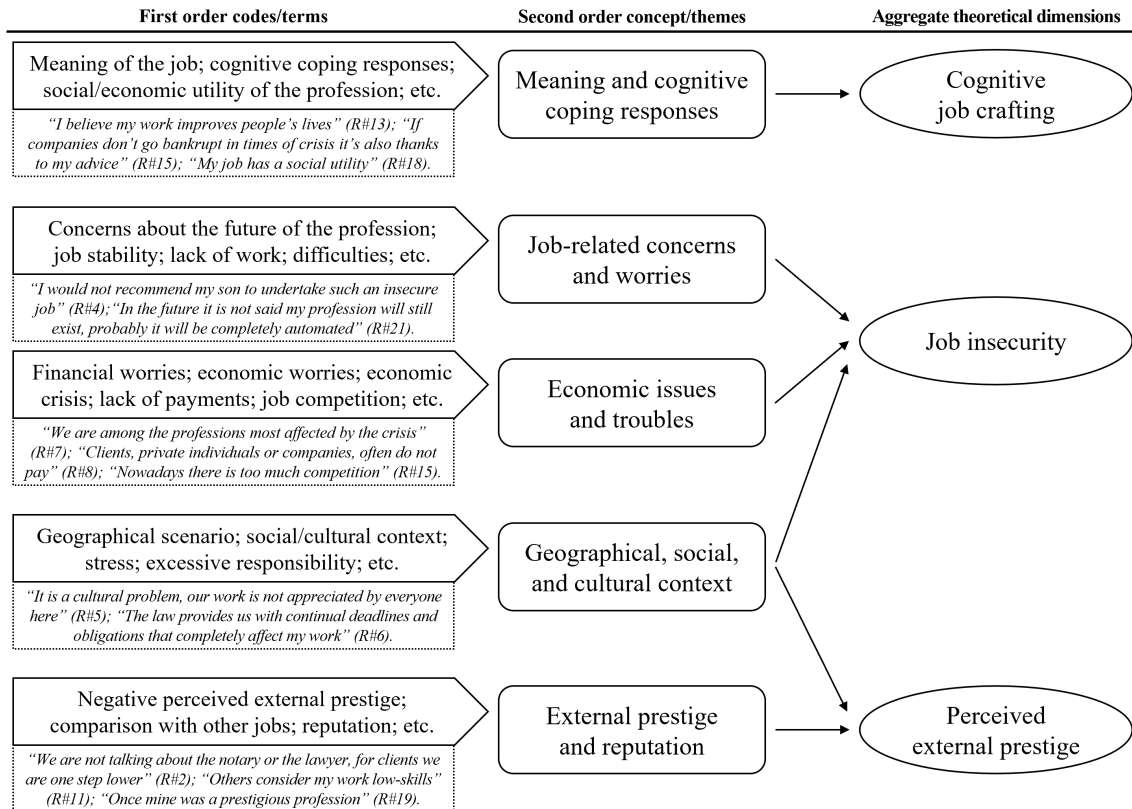 First order codes/terms
Second order concept/themes
Aggregate theoretical dimensions
Meaning of the job; cognitive coping responses;
social/economic utility of the profession; etc.
“I believe my work improves people’s lives” (R#13); “If
companies don’t go bankrupt in times of crisis it’s also thanks
to my advice” (R#15); “My job has a social utility” (R#18).
Meaning and cognitive
coping responses
Cognitive
job crafting
Concerns about the future of the profession;
job stability; lack of work; difficulties; etc.
“I would not recommend my son to undertake such an insecure
job” (R#4);“In the future it is not said my profession will still
exist, probably it will be completely automated” (R#21).
Job-related concerns
and worries
Job insecurity
Financial worries; economic worries; economic
crisis; lack of payments; job competition; etc.
“We are among the professions most affected by the crisis”
(R#7); “Clients, private individuals or companies, often do not
pay” (R#8); “Nowadays there is too much competition” (R#15).
Economic issues
and troubles
Geographical scenario; social/cultural context;
stress; excessive responsibility; etc.
“It is a cultural problem, our work is not appreciated by everyone
here” (R#5); “The law provides us with continual deadlines and
obligations that completely affect my work” (R#6).
Geographical, social,
and cultural context
Negative perceived external prestige;
comparison with other jobs; reputation; etc.
“We are not talking about the notary or the lawyer, for clients we
are one step lower” (R#2); “Others consider my work low-skills”
(R#11); “Once mine was a prestigious profession” (R#19).
External prestige
and reputation
Perceived
external prestige